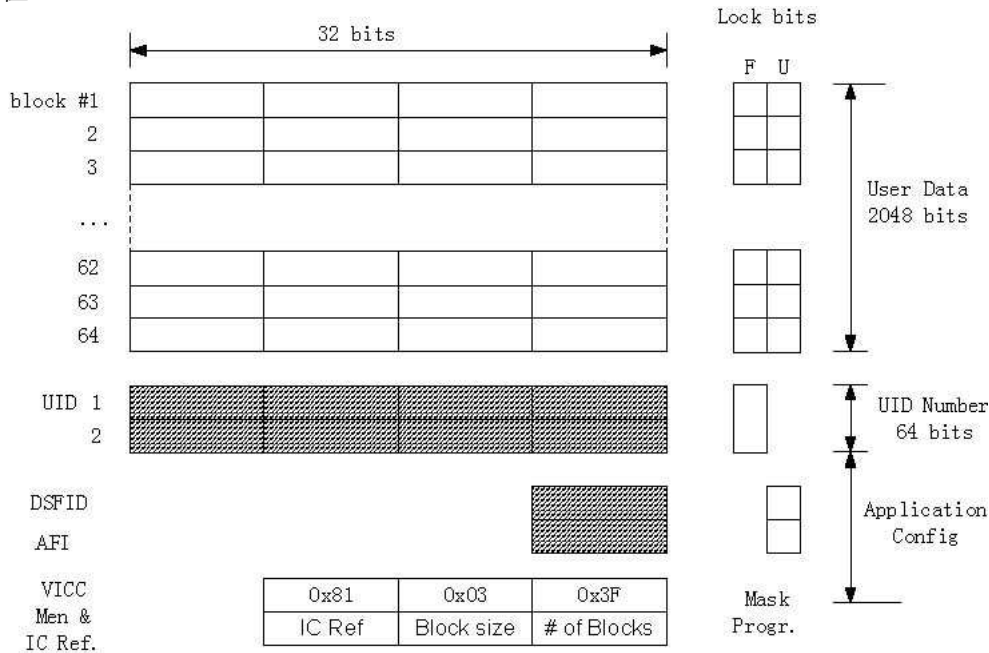 Lock bits
32 bits
F U
block #1
2
3
User Data
2048 bits
...
62
63
64
UID 1
2
UID Number
64 bits
DSFID
AFI
Application
Config
VICC
Men &
IC Ref.
0x81 0x03 0x3F
IC Ref Block size # of Blocks
Mask
Progr.